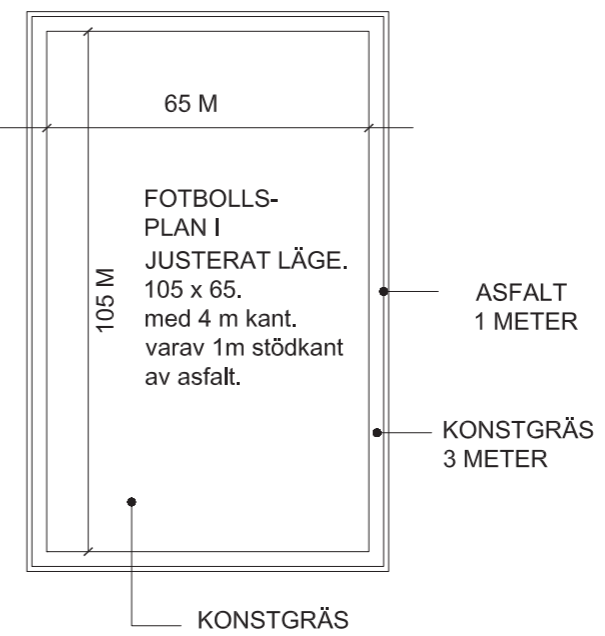 65 M
105 M
FOTBOLLS-
PLAN I
JUSTERAT LÄGE.
105 x 65.
med 4 m kant.
varav 1m stödkant
av asfalt.
ASFALT
1 METER
KONSTGRÄS
3 METER
KONSTGRÄS